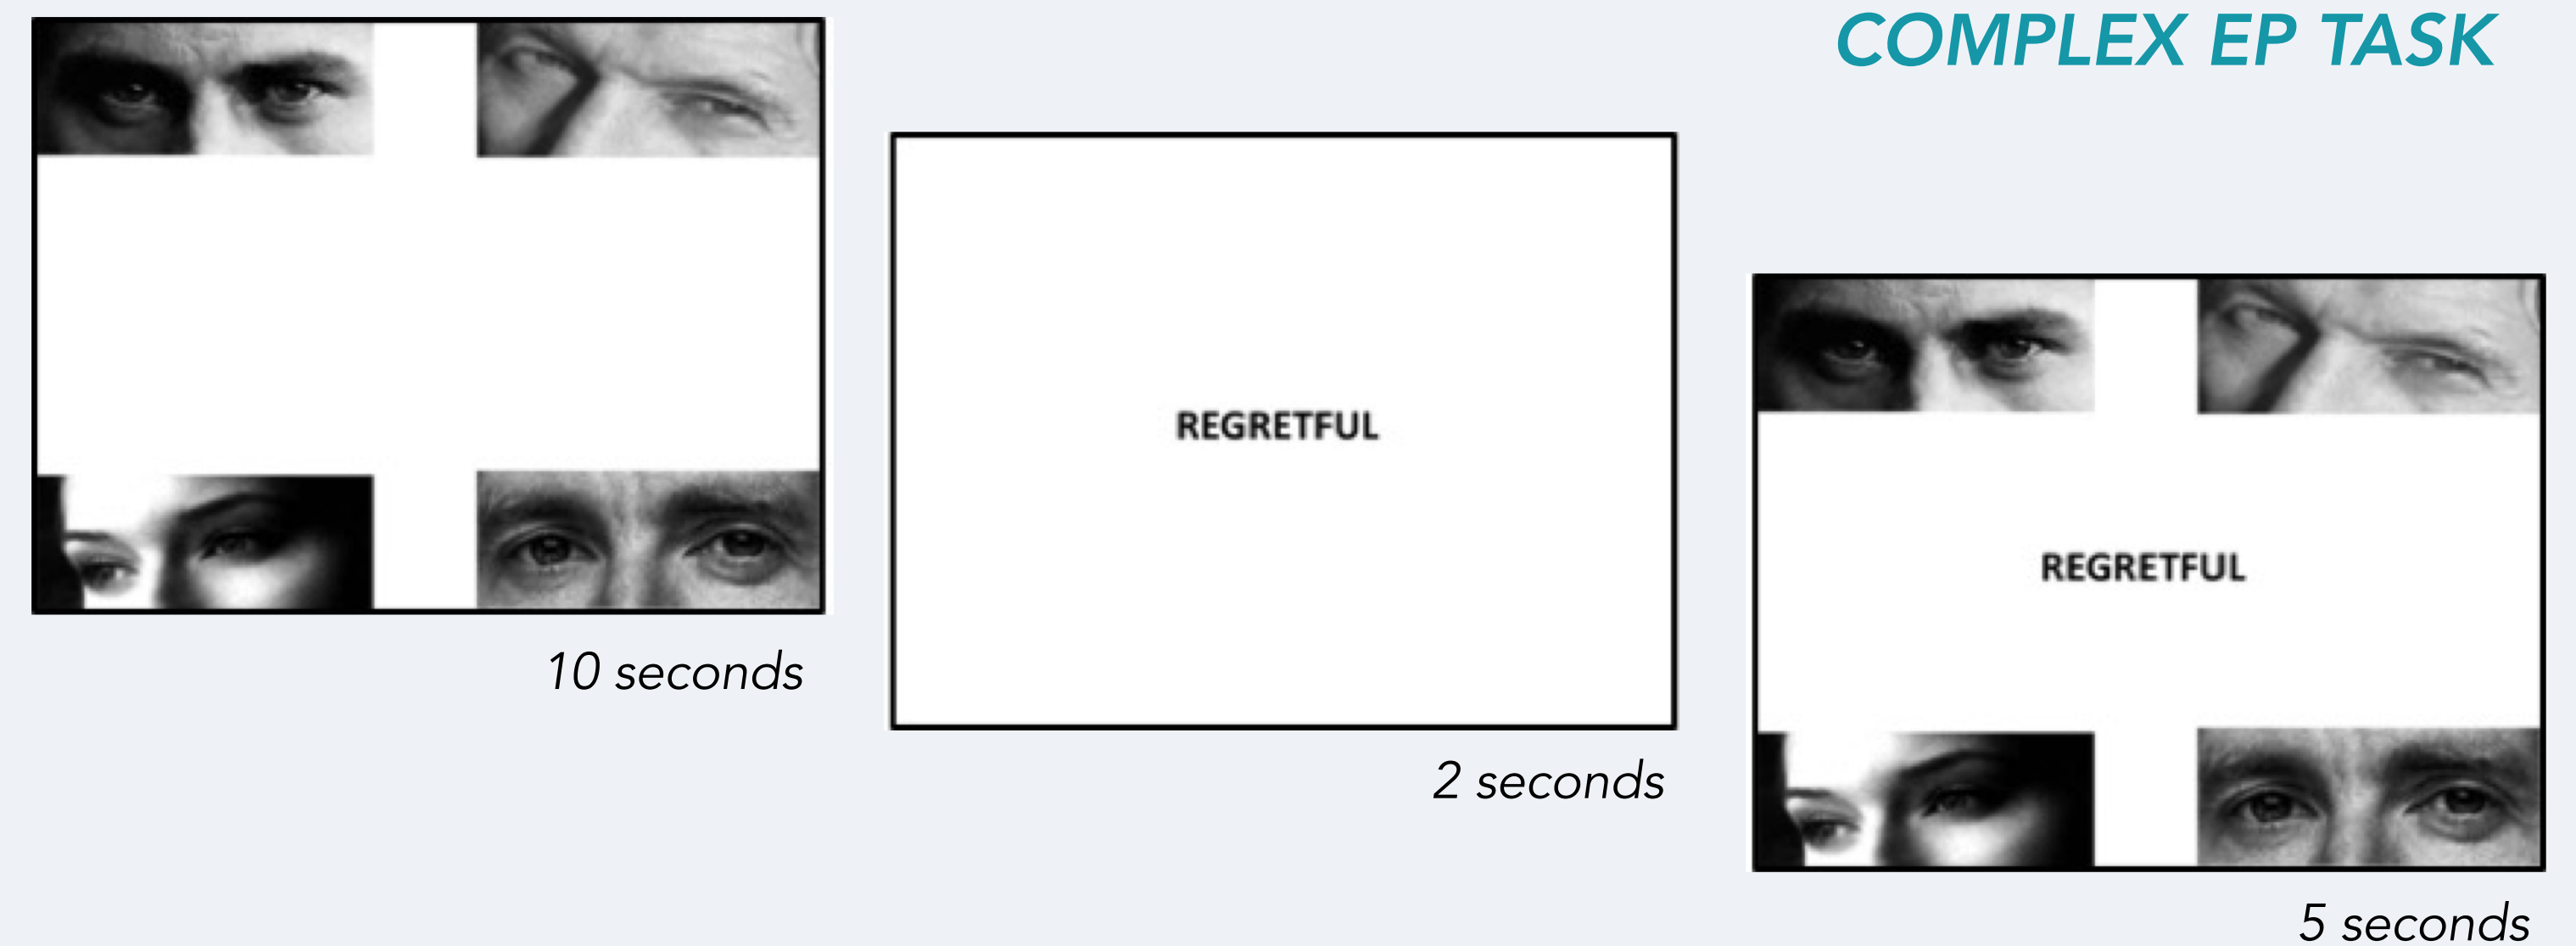 COMPLEX EP TASK
10 seconds
REGRETFUL
2 seconds
REGRETFUL
5 seconds